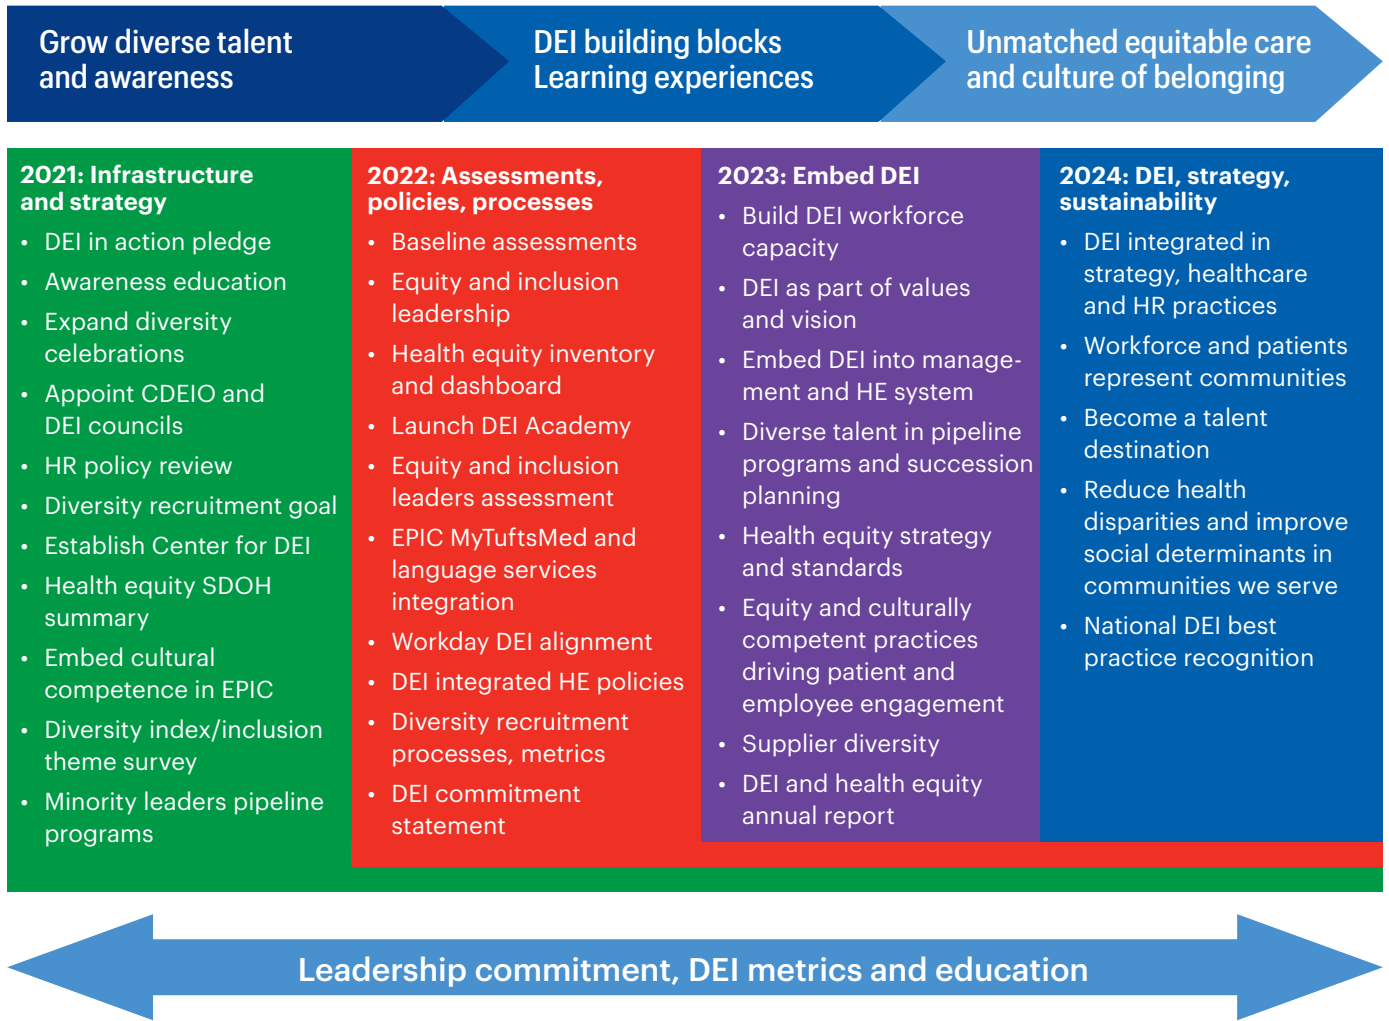 Grow diverse talent
and awareness
DEI building blocks
Learning experiences
Unmatched equitable care
and culture of belonging
2021: Infrastructure
and strategy
• DEI in action pledge
• Awareness education
• Expand diversity
celebrations
• Appoint CDEIO and
DEI councils
• HR policy review
• Diversity recruitment goal
• Establish Center for DEI
• Health equity SDOH
summary
• Embed cultural
competence in EPIC
• Diversity index/inclusion
theme survey
• Minority leaders pipeline
programs
2022: Assessments,
policies, processes
• Baseline assessments
• Equity and inclusion
leadership
• Health equity inventory
and dashboard
• Launch DEI Academy
• Equity and inclusion
leaders assessment
• EPIC MyTuftsMed and
language services
integration
• Workday DEI alignment
• DEI integrated HE policies
• Diversity recruitment
processes, metrics
• DEI commitment
statement
2023: Embed DEI
• Build DEI workforce
capacity
• DEI as part of values
and vision
• Embed DEI into manage-
ment and HE system
• Diverse talent in pipeline
programs and succession
planning
• Health equity strategy
and standards
• Equity and culturally
competent practices
driving patient and
employee engagement
• Supplier diversity
• DEI and health equity
annual report
2024: DEI, strategy,
sustainability
• DEI integrated in
strategy, healthcare
and HR practices
• Workforce and patients
represent communities
• Become a talent
destination
• Reduce health
disparities and improve
social determinants in
communities we serve
• National DEI best
practice recognition
Leadership commitment, DEI metrics and education